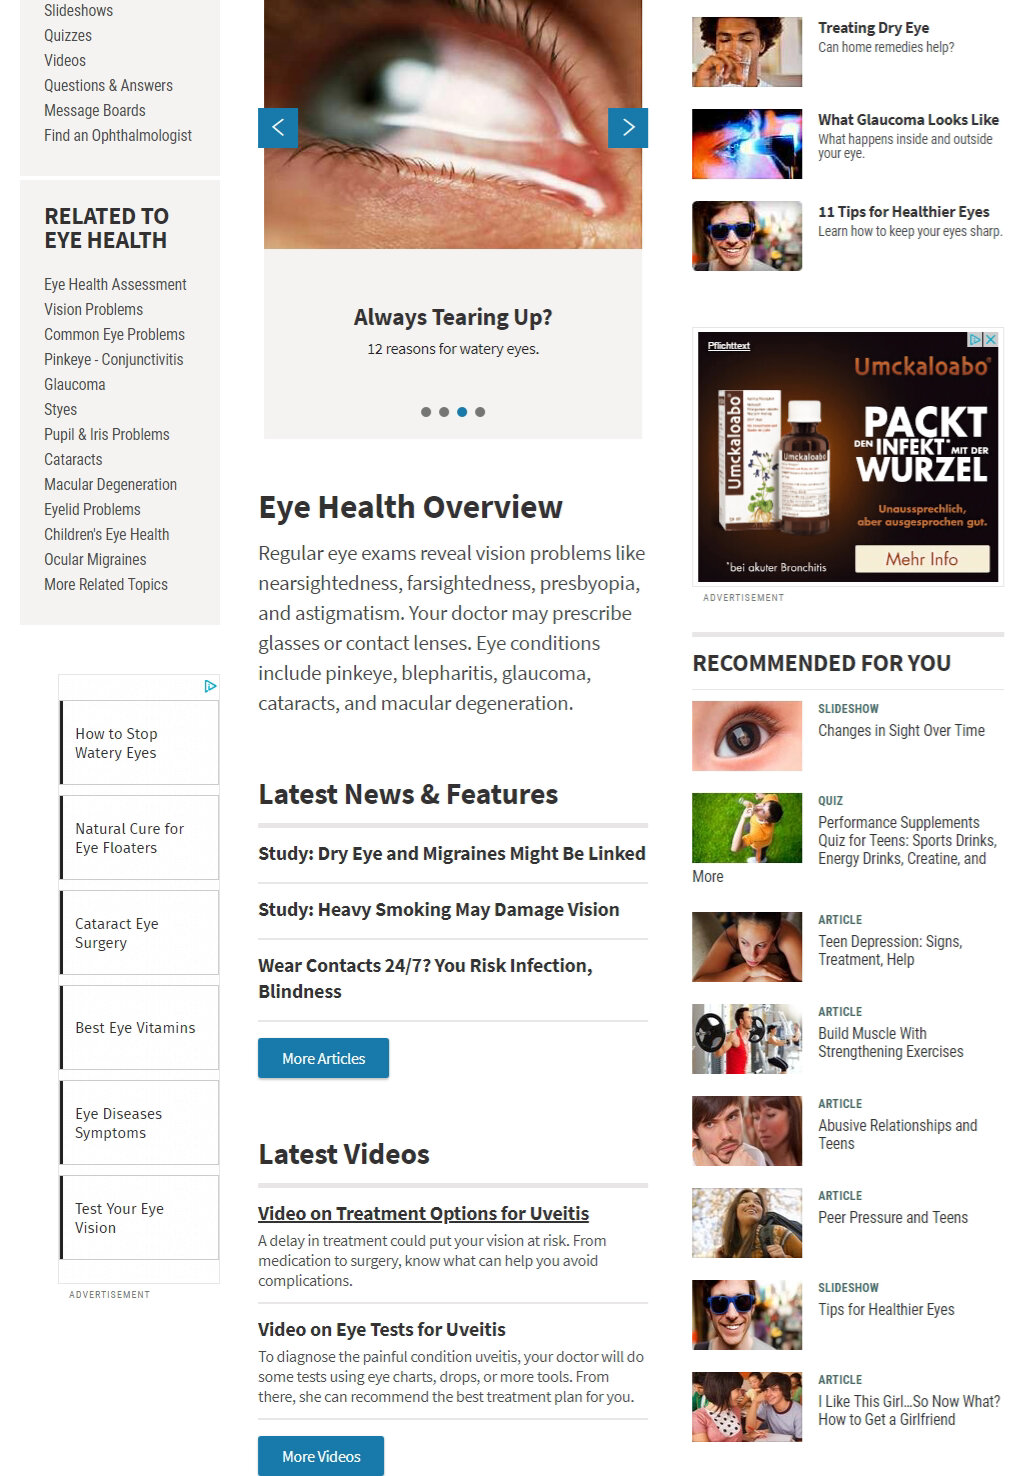 Slideshows
Quizzes
Videos
Questions & Answers
Message Boards
Find an Ophthalmologist
RELATED TO
EYE HEALTH
Eye Health Assessment
Vision Problems
Common Eye Problems
Pinkeye - Conjunctivitis
Glaucoma
Styes
Pupil & Iris Problems
Cataracts
Macular Degeneration
Eyelid Problems
Children's Eye Health
Ocular Migraines
More Related Topics
How to Stop
Watery Eyes
Natural Cure for
Eye Floaters
Cataract Eye
Surgery
Best Eye Vitamins
Eye Diseases
Symptoms
Test Your Eye
Vision
ADVERTISEMENT
Always Tearing Up?
12 reasons for watery eyes.
Eye Health Overview
Regular eye exams reveal vision problems like
nearsightedness, farsightedness, presbyopia,
and astigmatism. Your doctor may prescribe
glasses or contact lenses. Eye conditions
include pinkeye, blepharitis, glaucoma,
cataracts, and macular degeneration.
Latest News & Features
Study: Dry Eye and Migraines Might Be Linked
Study: Heavy Smoking May Damage Vision
Wear Contacts 24/7? You Risk Infection,
Blindness
More Articles
Latest Videos
Video on Treatment Options for Uveitis
A delay in treatment could put your vision at risk. From
medication to surgery, know what can help you avoid
complications.
Video on Eye Tests for Uveitis
To diagnose the painful condition uveitis, your doctor will do
some tests using eye charts, drops, or more tools. From
there, she can recommend the best treatment plan for you.
More Videos
Treating Dry Eye
Can home remedies help?
What Glaucoma Looks Like
What happens inside and outside
your eye.
11 Tips for Healthier Eyes
Learn how to keep your eyes sharp.
Pflichttext
Umckaloabo®
Umckaloabo
Umckaloabo
PACKT
DEN INFEKT* MIT DER
WURZEL
Unaussprechlich,
aber ausgesprochen gut.
*bei akuter Bronchitis
Mehr Info
ADVERTISEMENT
RECOMMENDED FOR YOU
SLIDESHOW
Changes in Sight Over Time
QUIZ
Performance Supplements
Quiz for Teens: Sports Drinks,
Energy Drinks, Creatine, and
More
ARTICLE
Teen Depression: Signs,
Treatment, Help
ARTICLE
Build Muscle With
Strengthening Exercises
ARTICLE
Abusive Relationships and
Teens
ARTICLE
Peer Pressure and Teens
SLIDESHOW
Tips for Healthier Eyes
ARTICLE
I Like This Girl...So Now What?
How to Get a Girlfriend